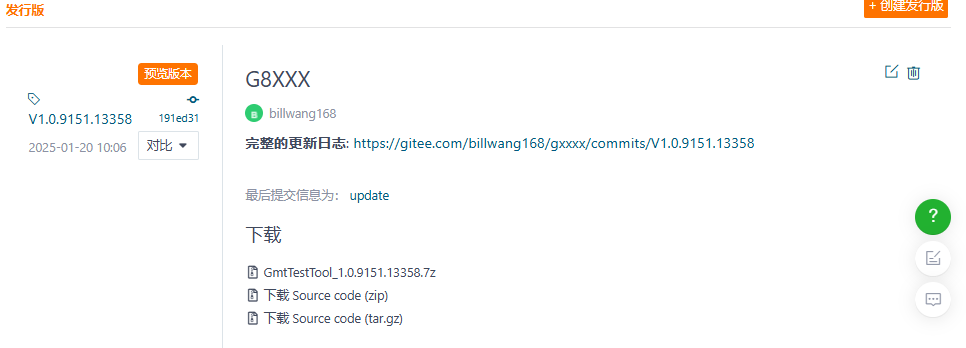 发行版
+ 创建发行版
预览版本
V1.0.9151.13358
191ed31
2025-01-20 10:06
对比
G8XXX
B billwang168
完整的更新日志: https://gitee.com/billwang168/gxxxx/commits/V1.0.9151.13358
最后提交信息为： update
下载
GmtTestTool_1.0.9151.13358.7z
下载 Source code (zip)
下载 Source code (tar.gz)
?